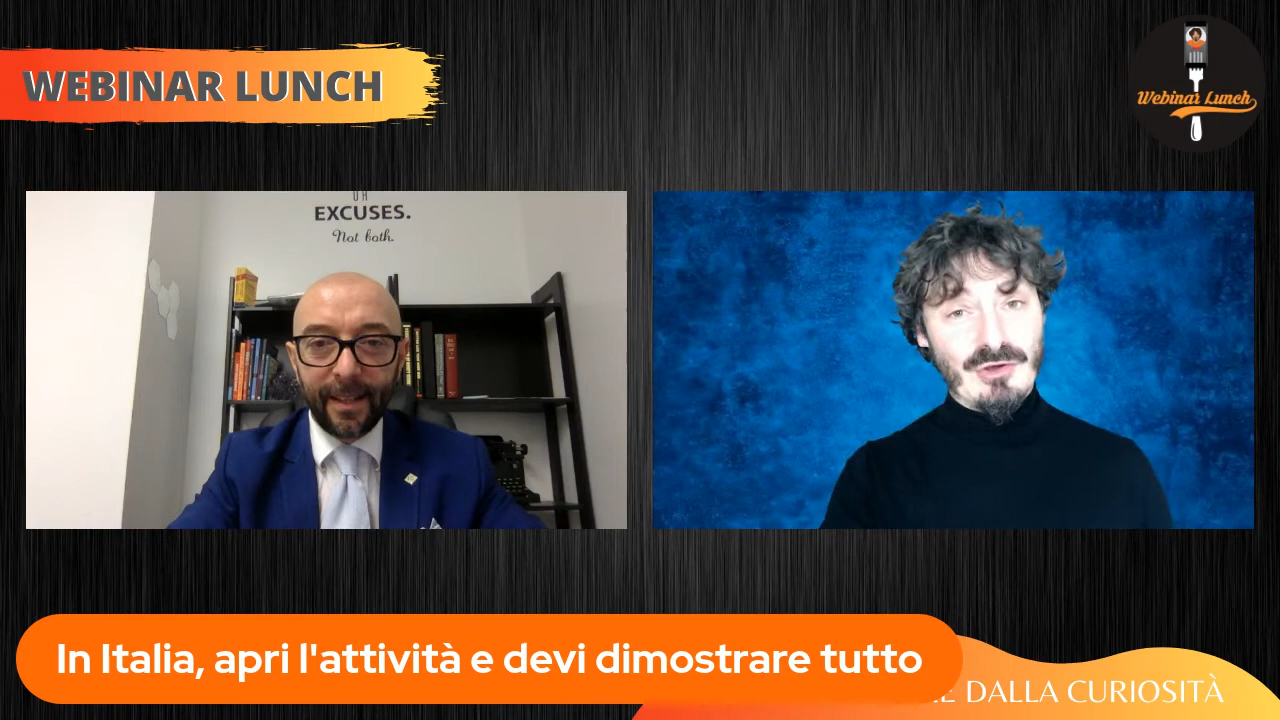 WEBINAR LUNCH
Webinar Lunch
EXCUSES.
Not both.
In Italia, apri l'attività e devi dimostrare tutto
DALLA CURIOSITÀ